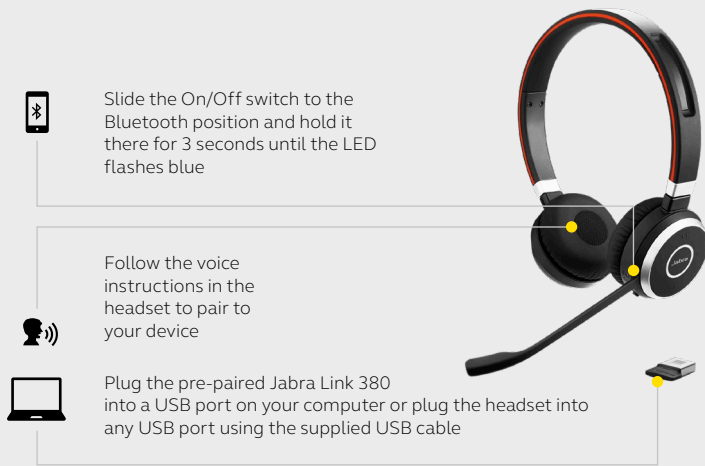 Slide the On/Off switch to the
Bluetooth position and hold it
there for 3 seconds until the LED
flashes blue
Jabra
Follow the voice
instructions in the
headset to pair to
your device
Plug the pre-paired Jabra Link 380
into a USB port on your computer or plug the headset into
any USB port using the supplied USB cable